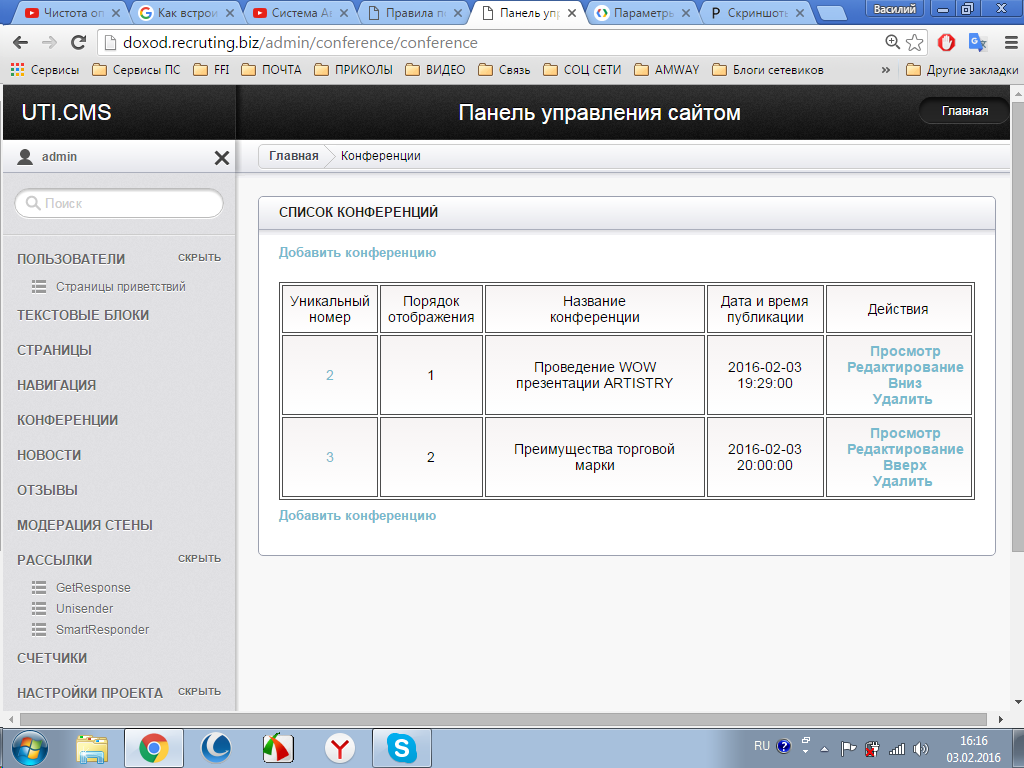 Чистота оп
Как встрои
Система Ав
Правила по
Панель упр
Параметры
Скриншоты
Василий
doxod.recruting.biz/admin/conference/conference
Сервисы
Сервисы ПС
FFI
ПОЧТА
ПРИКОЛЫ
ВИДЕО
Связь
СОЦ СЕТИ
AMWAY
Блоги сетевиков
»
Другие закладки
UTI.CMS
Панель управления сайтом
Главная
admin
Главная
Конференции
Поиск
ПОЛЬЗОВАТЕЛИ
СКРЫТЬ
Страницы приветствий
ТЕКСТОВЫЕ БЛОКИ
СТРАНИЦЫ
НАВИГАЦИЯ
КОНФЕРЕНЦИИ
НОВОСТИ
ОТЗЫВЫ
МОДЕРАЦИЯ СТЕНЫ
РАССЫЛКИ
СКРЫТЬ
GetResponse
Unisender
SmartResponder
СЧЕТЧИКИ
НАСТРОЙКИ ПРОЕКТА
СКРЫТЬ
СПИСОК КОНФЕРЕНЦИЙ
Добавить конференцию
Уникальный
номер
Порядок
отображения
Название
конференции
Дата и время
публикации
Действия
2
1
Проведение WOW
презентации ARTISTRY
2016-02-03
19:29:00
Просмотр
Редактирование
Вниз
Удалить
3
2
Преимущества торговой
марки
2016-02-03
20:00:00
Просмотр
Редактирование
Вверх
Удалить
Добавить конференцию
RU
16:16
03.02.2016